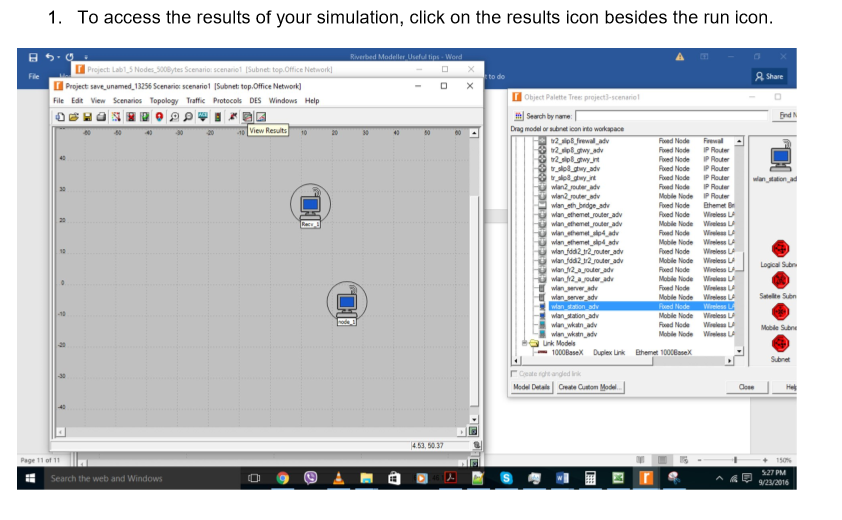 1. To access the results of your simulation, click on the results icon besides the run icon.
Riverbed Modeller_Useful tips - Word
File
Share
Project: Lab1_3 Nodes_500Bytes Scenario: scenario1 [Subnet: top.Office Network]
t to do
Project: save_unamed_13256 Scenario: scenario1 [Subnet: top.Office Network]
File Edit View Scenarios Topology Traffic Protocols DES Windows Help
View Results
-60 -50 -40 -30 -20 -10 10 20 30 40 50 60
40
30
20
10
0
-10
-20
-30
-40
Recv_1
node_1
4.53, 50.37
Object Palette Tree: project3-scenario1
Search by name:
Find N
Drag model or subnet icon into workspace
tr2_slip8_firewall_adv Fixed Node Firewall
tr2_slip8_gtwy_adv Fixed Node IP Router
tr2_slip8_gtwy_int Fixed Node IP Router
tr_slip8_gtwy_adv Fixed Node IP Router
tr_slip8_gtwy_int Fixed Node IP Router
wlan2_router_adv Fixed Node IP Router
wlan2_router_adv Mobile Node IP Router
wlan_eth_bridge_adv Fixed Node Ethernet Bri
wlan_ethernet_router_adv Fixed Node Wireless LA
wlan_ethernet_router_adv Mobile Node Wireless LA
wlan_ethernet_slip4_adv Fixed Node Wireless LA
wlan_ethernet_slip4_adv Mobile Node Wireless LA
wlan_fddi2_tr2_router_adv Fixed Node Wireless LA
wlan_fddi2_tr2_router_adv Mobile Node Wireless LA
wlan_fr2_a_router_adv Fixed Node Wireless LA
wlan_fr2_a_router_adv Mobile Node Wireless LA
wlan_server_adv Fixed Node Wireless LA
wlan_server_adv Mobile Node Wireless LA
wlan_station_adv Fixed Node Wireless LA
wlan_station_adv Mobile Node Wireless LA
wlan_wkstn_adv Fixed Node Wireless LA
wlan_wkstn_adv Mobile Node Wireless LA
Link Models
1000BaseX Duplex Link Ethernet 1000BaseX
wlan_station_ad
Logical Subn
Satellite Subn
Mobile Subne
Subnet
Create right-angled link
Model Details Create Custom Model... Close Help
Page 11 of 11
150%
Search the web and Windows
5:27 PM
9/23/2016